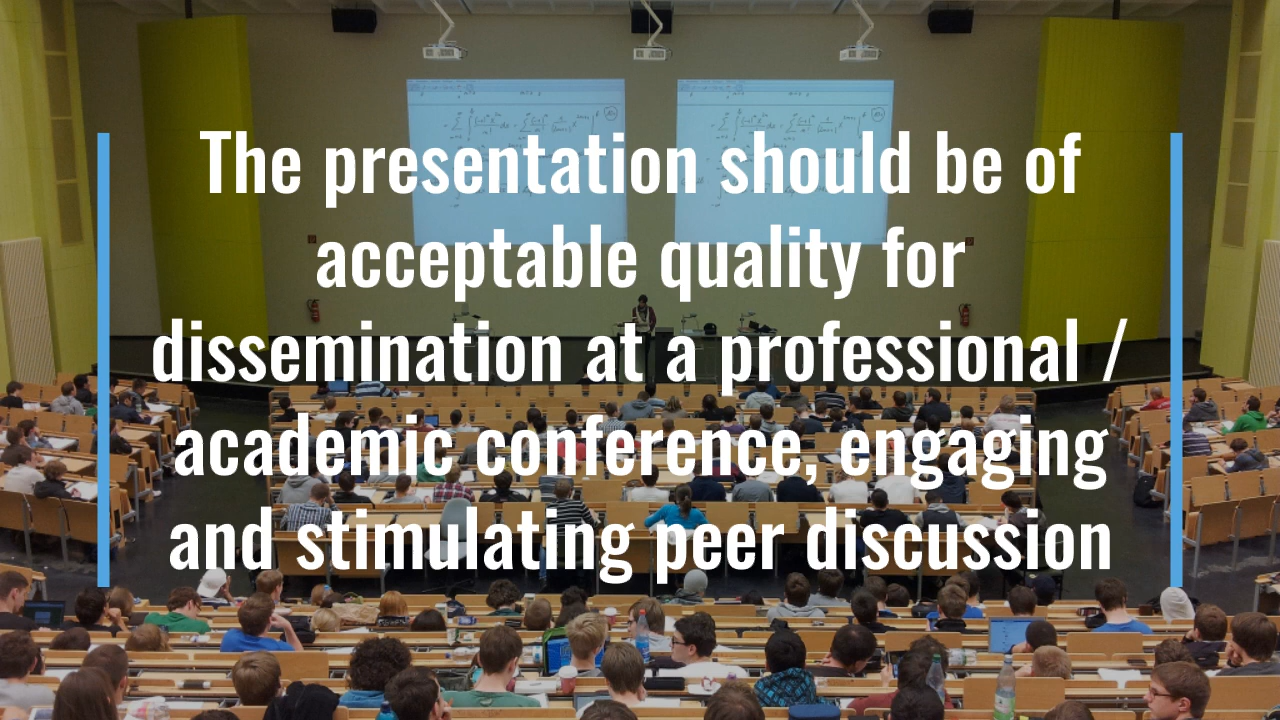 The presentation should be of
acceptable quality for
dissemination at a professional /
academic conference, engaging
and stimulating peer discussion